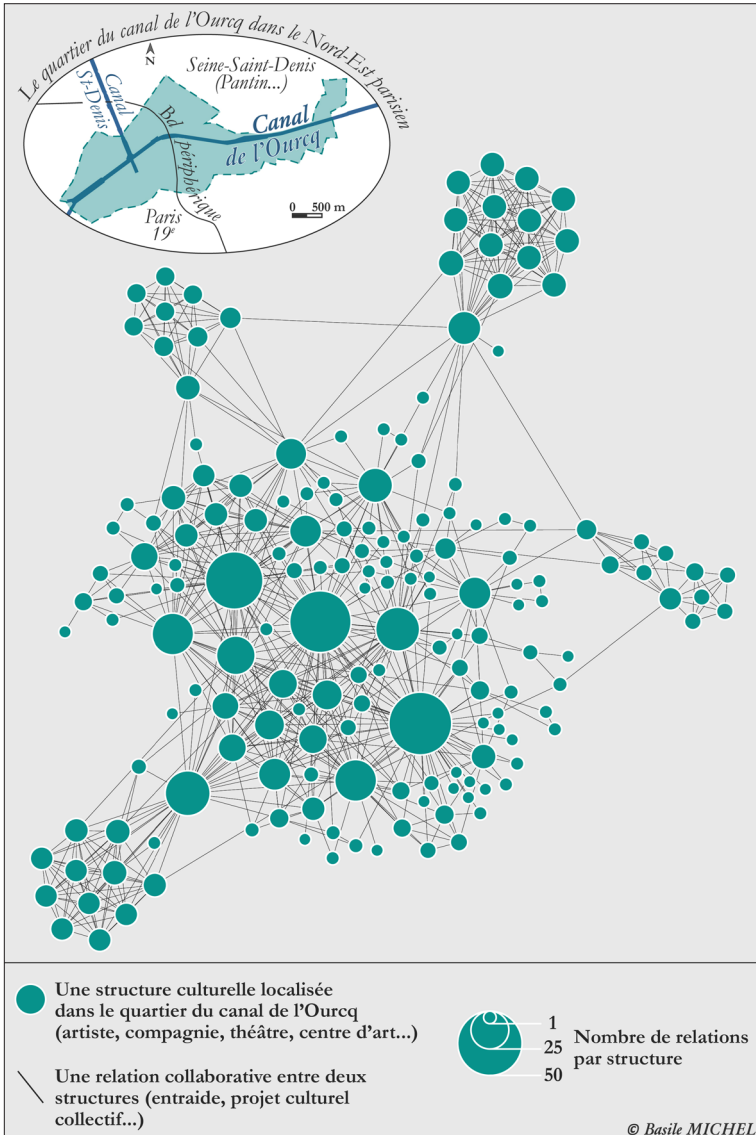 Le quartier du canal de l'Ourcq dans le Nord-Est parisien
N
Seine-Saint-Denis
(Pantin...)
Canal
St-Denis
Bd périphérique
Canal
de l'Ourcq
Paris
19e
0 500 m
Une structure culturelle localisée
dans le quartier du canal de l'Ourcq
(artiste, compagnie, théâtre, centre d'art...)
1
25
50
Nombre de relations
par structure
Une relation collaborative entre deux
structures (entraide, projet culturel
collectif...)
© Basile MICHEL